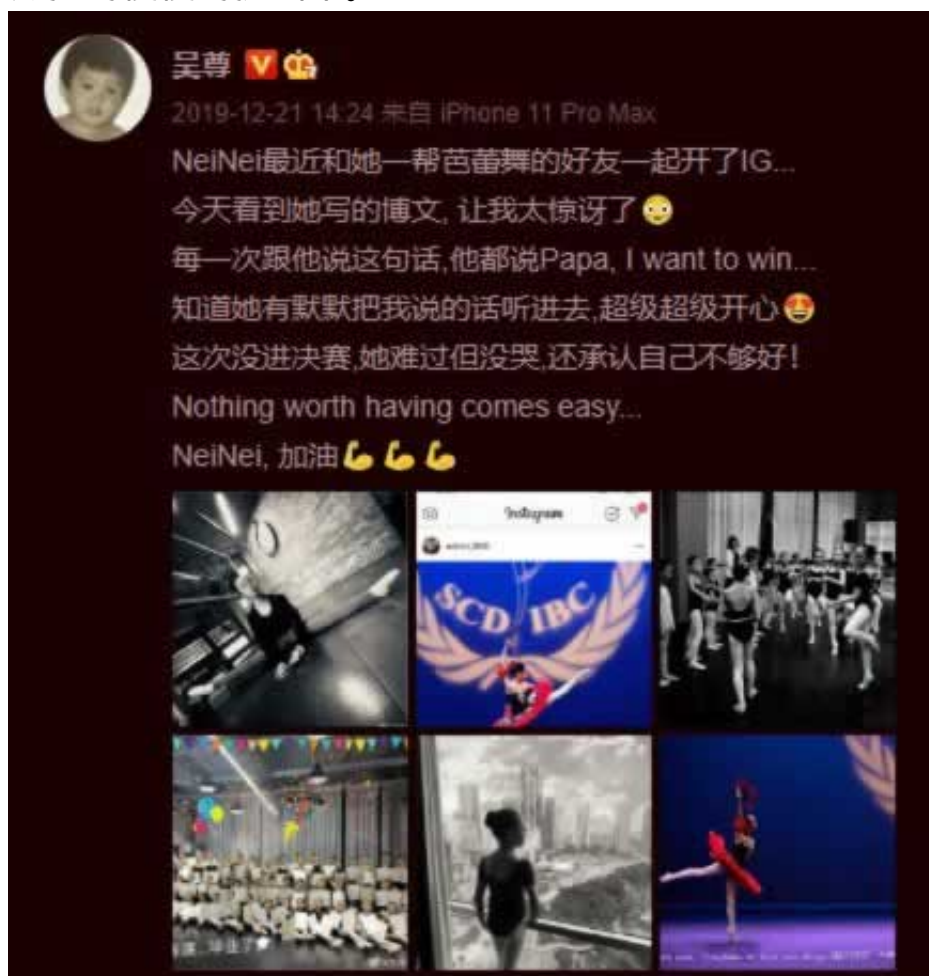 吴尊
2019-12-21 14:24 来自 iPhone 11 Pro Max
NeiNei最近和她一帮芭蕾舞的好友一起开了IG...
今天看到她写的博文, 让我太惊讶了
每一次跟他说这句话,他都说Papa, I want to win...
知道她有默默把我说的话听进去,超级超级开心
这次没进决赛,她难过但没哭,还承认自己不够好!
Nothing worth having comes easy...
NeiNei, 加油
Instagram
SCD IBC